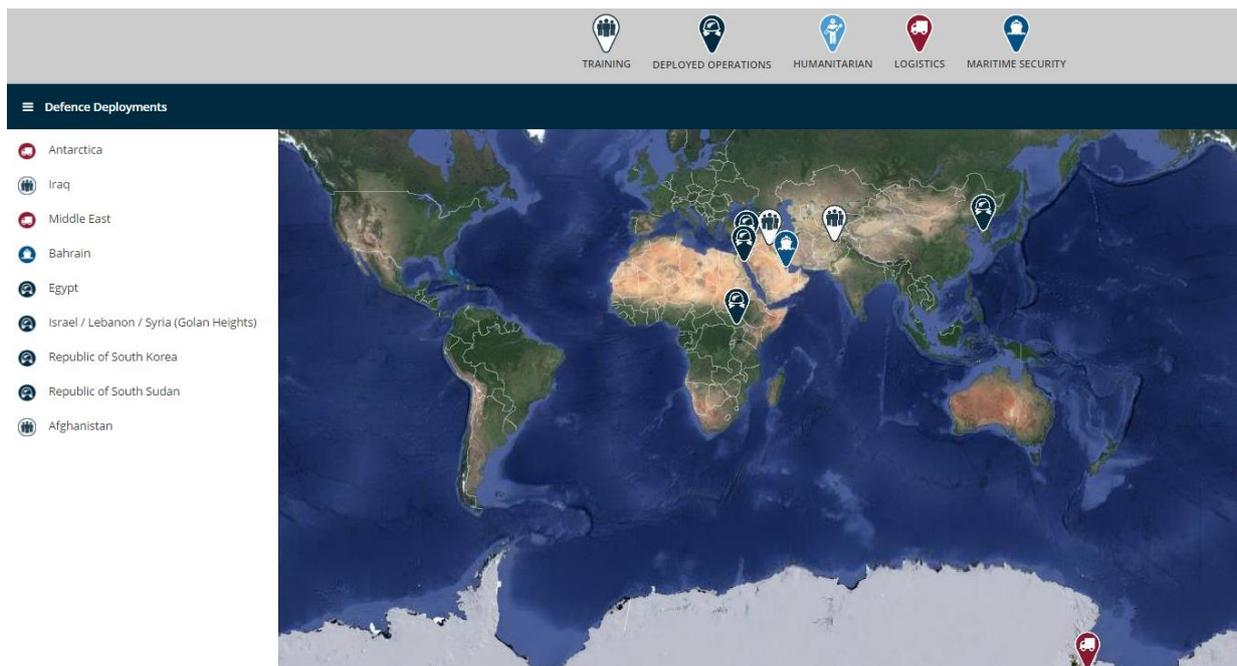 TRAINING DEPLOYED OPERATIONS HUMANITARIAN LOGISTICS MARITIME SECURITY
Defence Deployments
Antarctica
Iraq
Middle East
Bahrain
Egypt
Israel / Lebanon / Syria (Golan Heights)
Republic of South Korea
Republic of South Sudan
Afghanistan